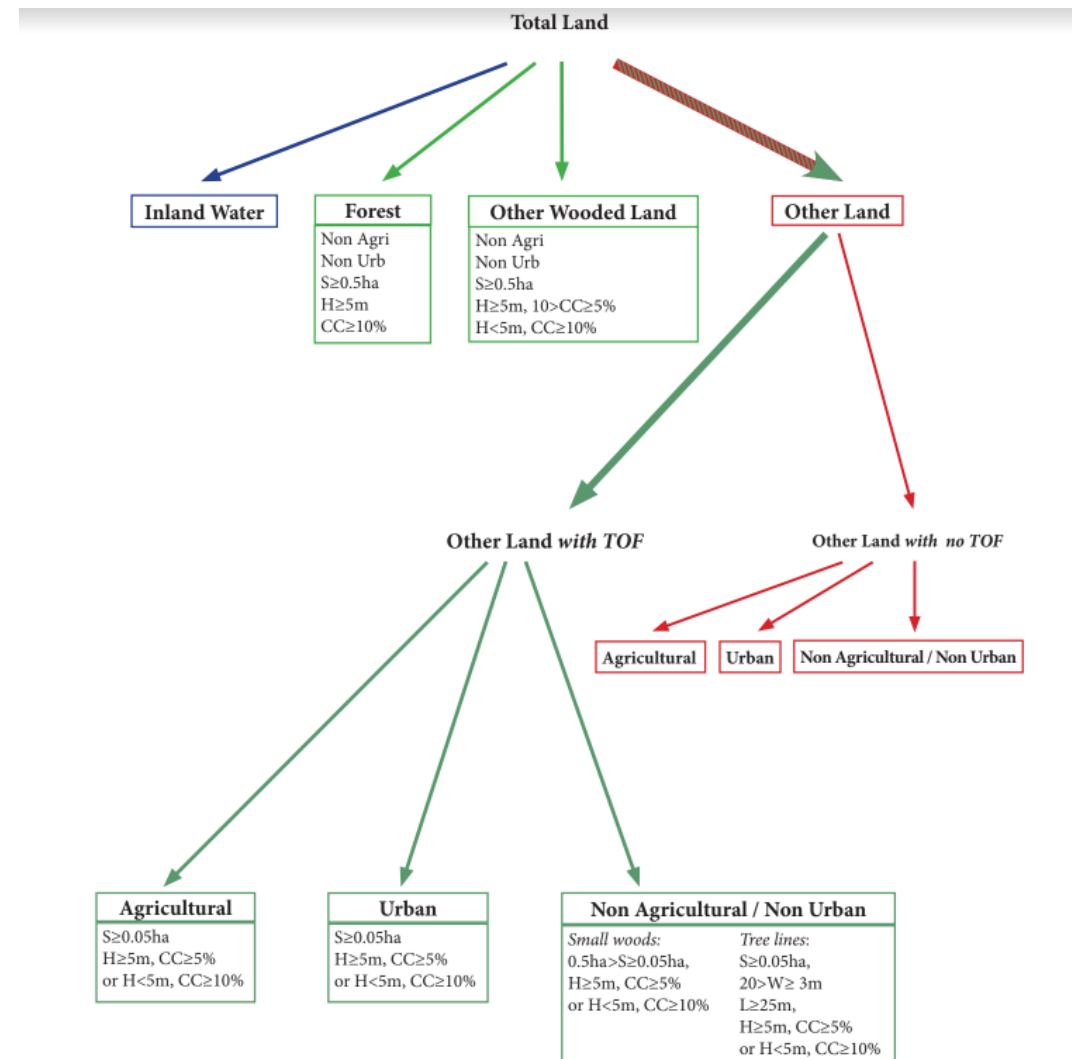 Total Land
Inland Water
Forest
Non Agri
Non Urb
S≥0.5ha
H≥5m
CC≥10%
Other Wooded Land
Non Agri
Non Urb
S≥0.5ha
H≥5m, 10>CC≥5%
H<5m, CC≥10%
Other Land
Other Land with TOF
Other Land with no TOF
Agricultural
Urban
Non Agricultural / Non Urban
Agricultural
S≥0.05ha
H≥5m, CC≥5%
or H<5m, CC≥10%
Urban
S≥0.05ha
H≥5m, CC≥5%
or H<5m, CC≥10%
Non Agricultural / Non Urban
Small woods:
0.5ha>S≥0.05ha,
H≥5m, CC≥5%
or H<5m, CC≥10%
Tree lines:
S≥0.05ha,
20>W≥ 3m
L≥25m,
H≥5m, CC≥5%
or H<5m, CC≥10%